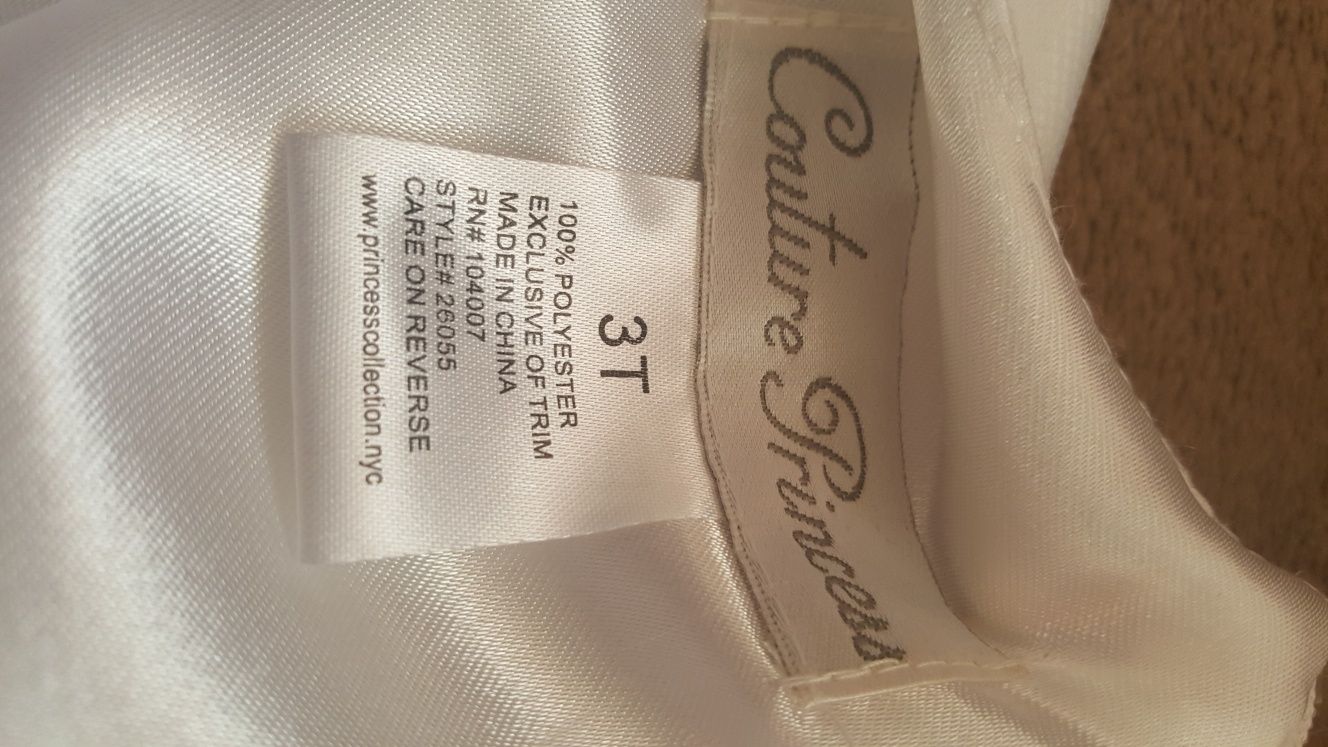 Couture Princess
3T
100% POLYESTER
EXCLUSIVE OF TRIM
MADE IN CHINA
RN# 104007
STYLE# 26055
CARE ON REVERSE
www.princesscollection.nyc